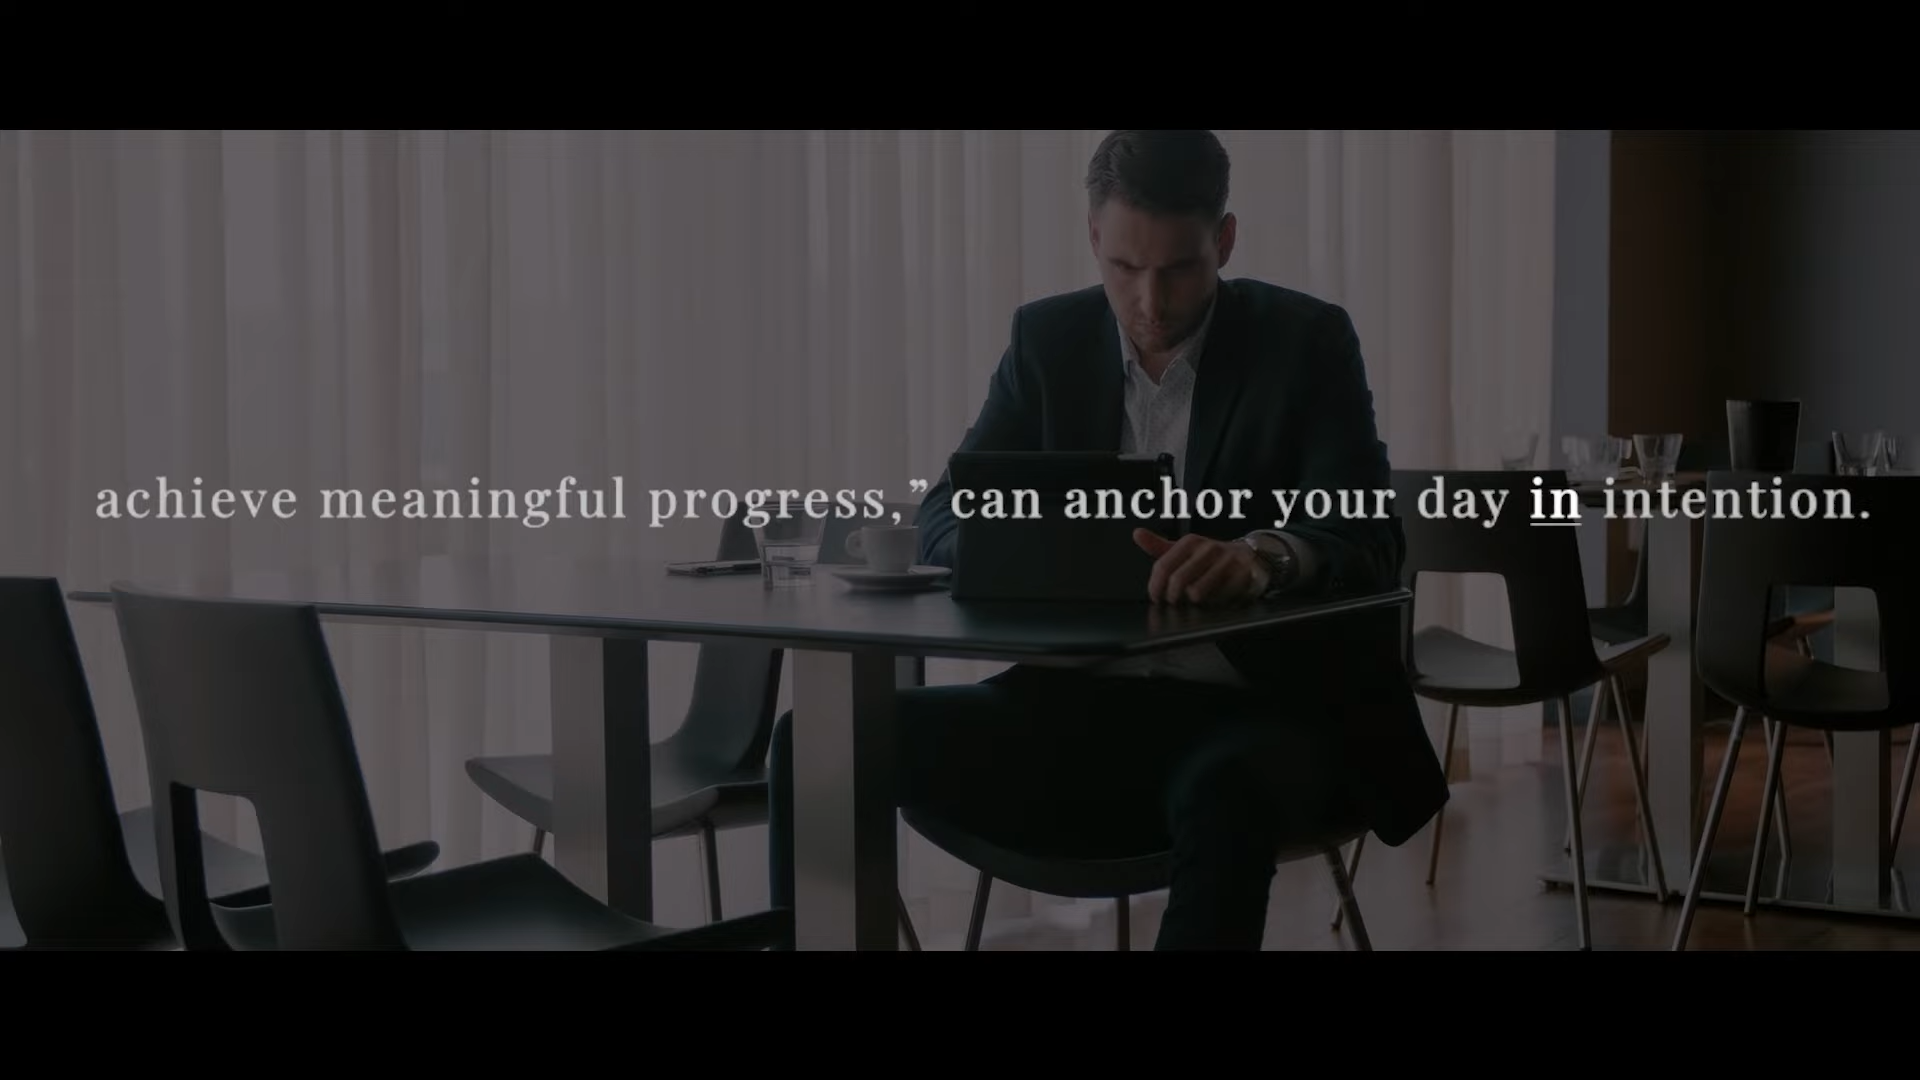 achieve meaningful progress,” can anchor your day in intention.